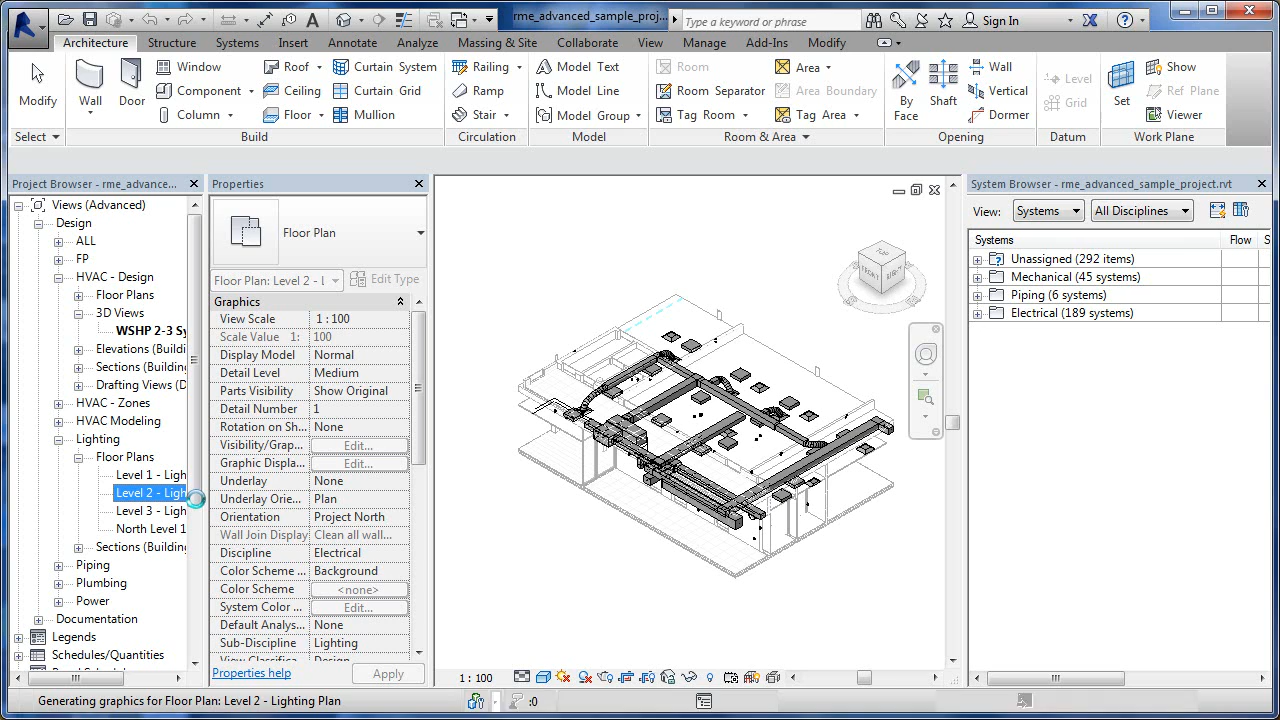 rme_advanced_sample_proj...
Type a keyword or phrase
Sign In
Architecture Structure Systems Insert Annotate Analyze Massing & Site Collaborate View Manage Add-Ins Modify
Window Roof Curtain System Railing Model Text Room Area Wall Show
Component Ceiling Curtain Grid Ramp Model Line Room Separator Area Boundary Vertical Level Ref Plane
Modify Wall Door By Face Shaft Grid Set
Column Floor Mullion Stair Model Group Tag Room Tag Area Dormer Viewer
Select Build Circulation Model Room & Area Opening Datum Work Plane
Project Browser - rme_advance...
Views (Advanced)
Design
ALL
FP
HVAC - Design
Floor Plans
3D Views
WSHP 2-3 Sy
Elevations (Buildi
Sections (Building
Drafting Views (D
HVAC - Zones
HVAC Modeling
Lighting
Floor Plans
Level 1 - Ligh
Level 2 - Ligh
Level 3 - Ligh
North Level 1
Sections (Building
Piping
Plumbing
Power
Documentation
Legends
Schedules/Quantities
Properties
Floor Plan
Floor Plan: Level 2 - L
Edit Type
Graphics
View Scale 1 : 100
Scale Value 1: 100
Display Model Normal
Detail Level Medium
Parts Visibility Show Original
Detail Number 1
Rotation on Sh... None
Visibility/Grap... Edit...
Graphic Displa... Edit...
Underlay None
Underlay Orie... Plan
Orientation Project North
Wall Join Display Clean all wall...
Discipline Electrical
Color Scheme ... Background
Color Scheme <none>
System Color ... Edit...
Default Analys... None
Sub-Discipline Lighting
Properties help
Apply
TOP
FRONT
RIGHT
1 : 100
System Browser - rme_advanced_sample_project.rvt
View: Systems All Disciplines
Systems Flow S
Unassigned (292 items)
Mechanical (45 systems)
Piping (6 systems)
Electrical (189 systems)
Generating graphics for Floor Plan: Level 2 - Lighting Plan
:0